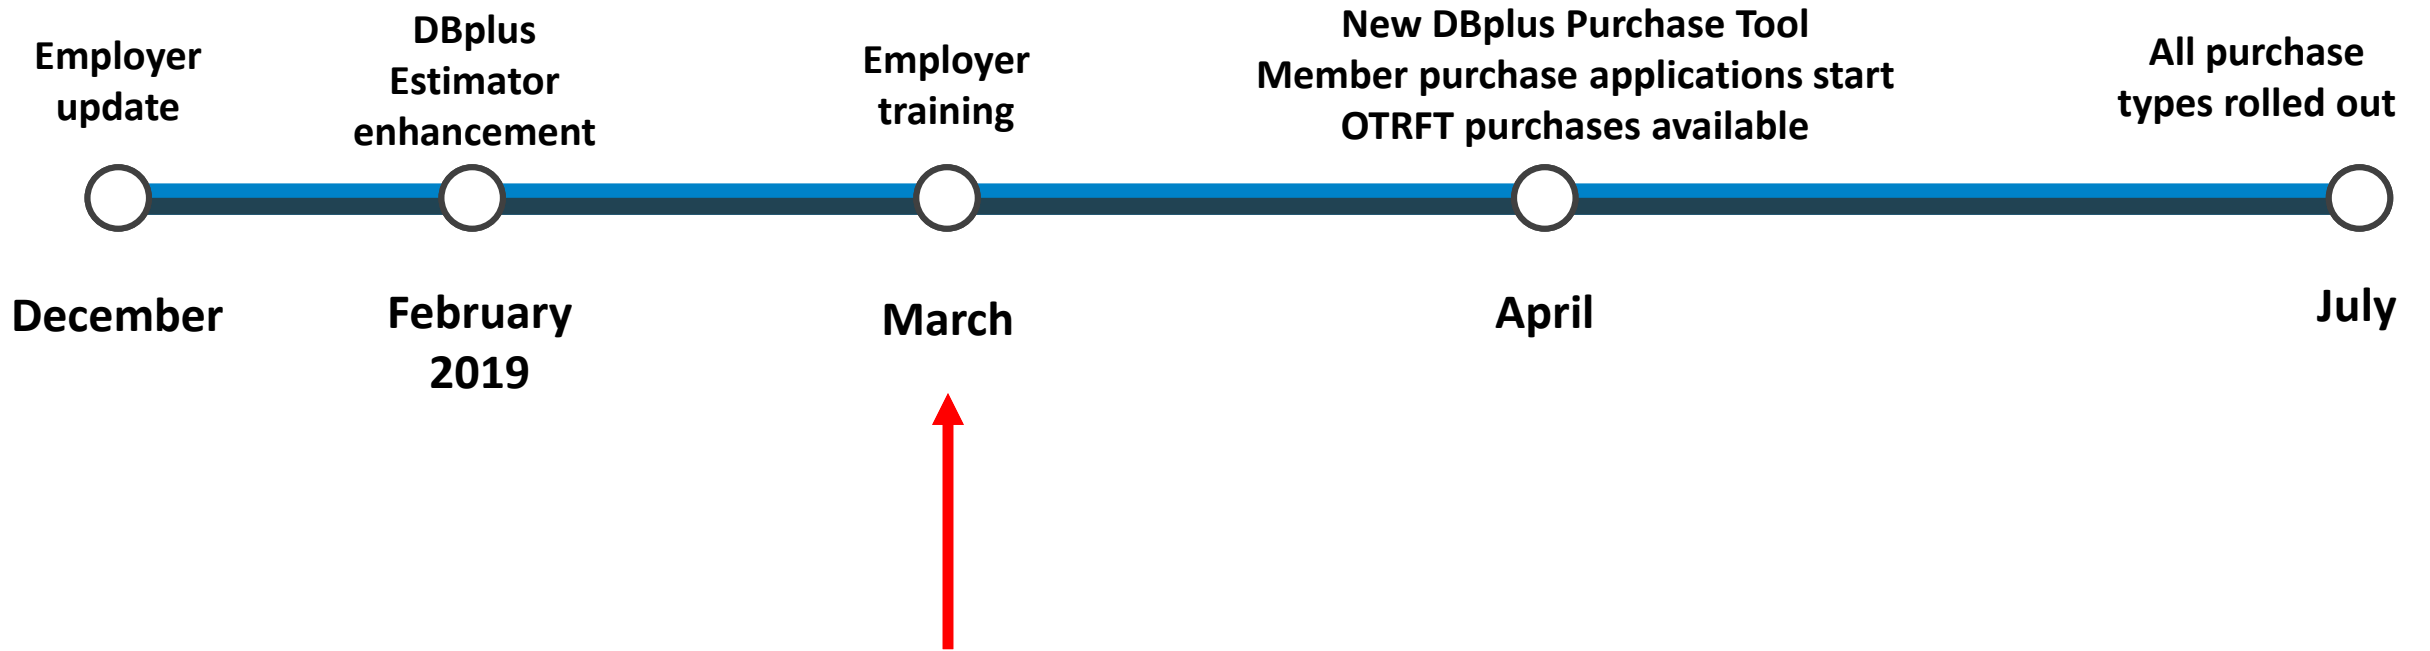 Employer
update
DBplus
Estimator
enhancement
Employer
training
New DBplus Purchase Tool
Member purchase applications start
OTRFT purchases available
All purchase
types rolled out
December
February
2019
March
April
July